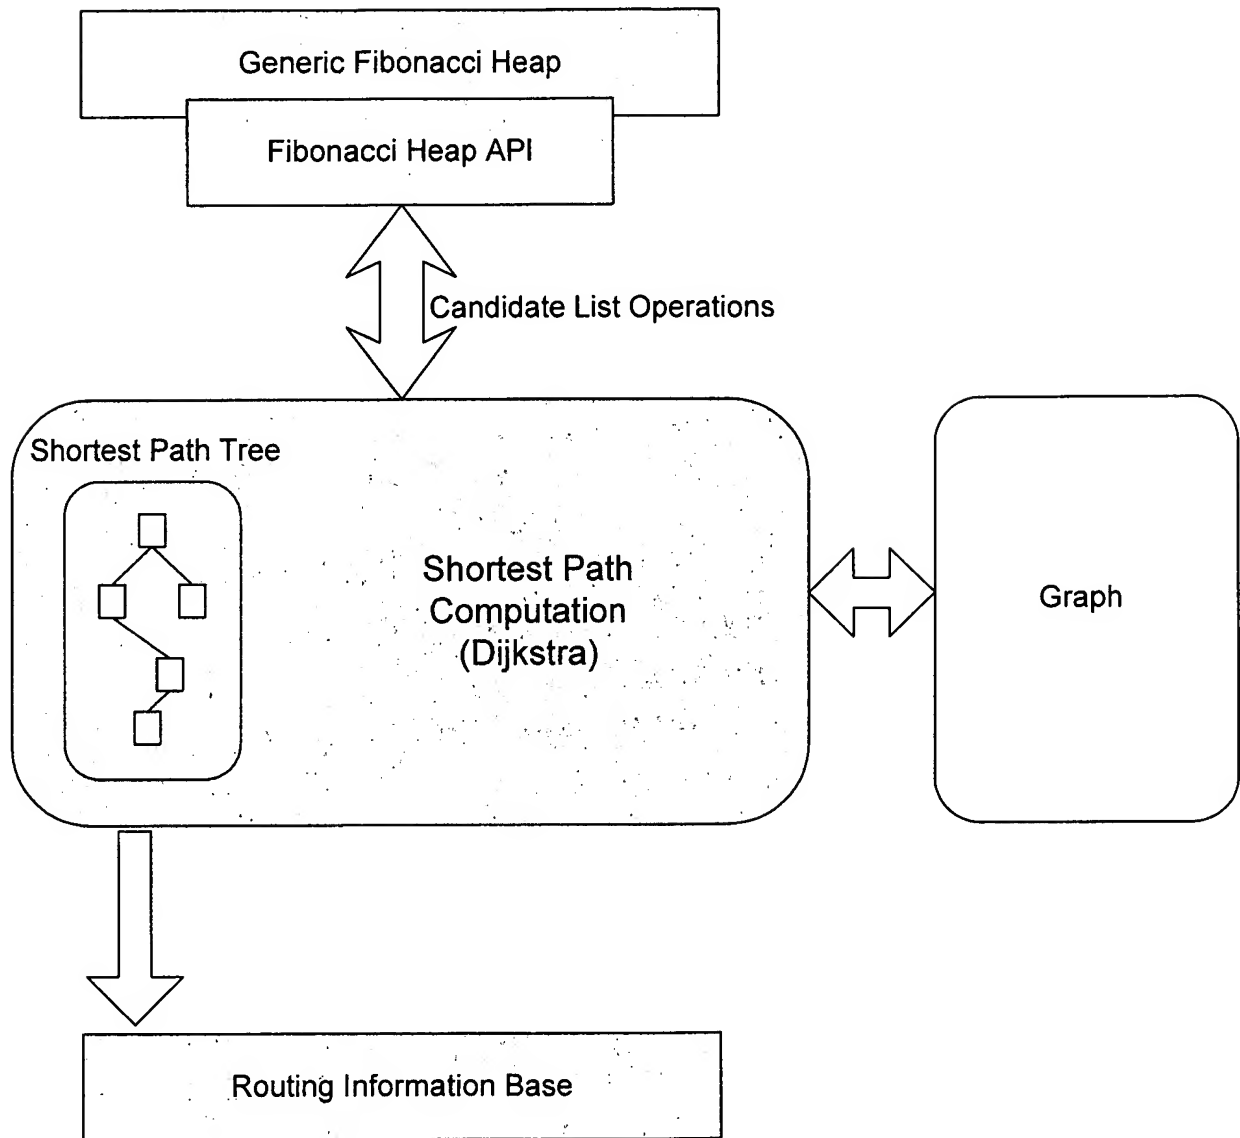 Generic Fibonacci Heap
Fibonacci Heap API
Candidate List Operations
Shortest Path Tree
Shortest Path
Computation
(Dijkstra)
Graph
Routing Information Base